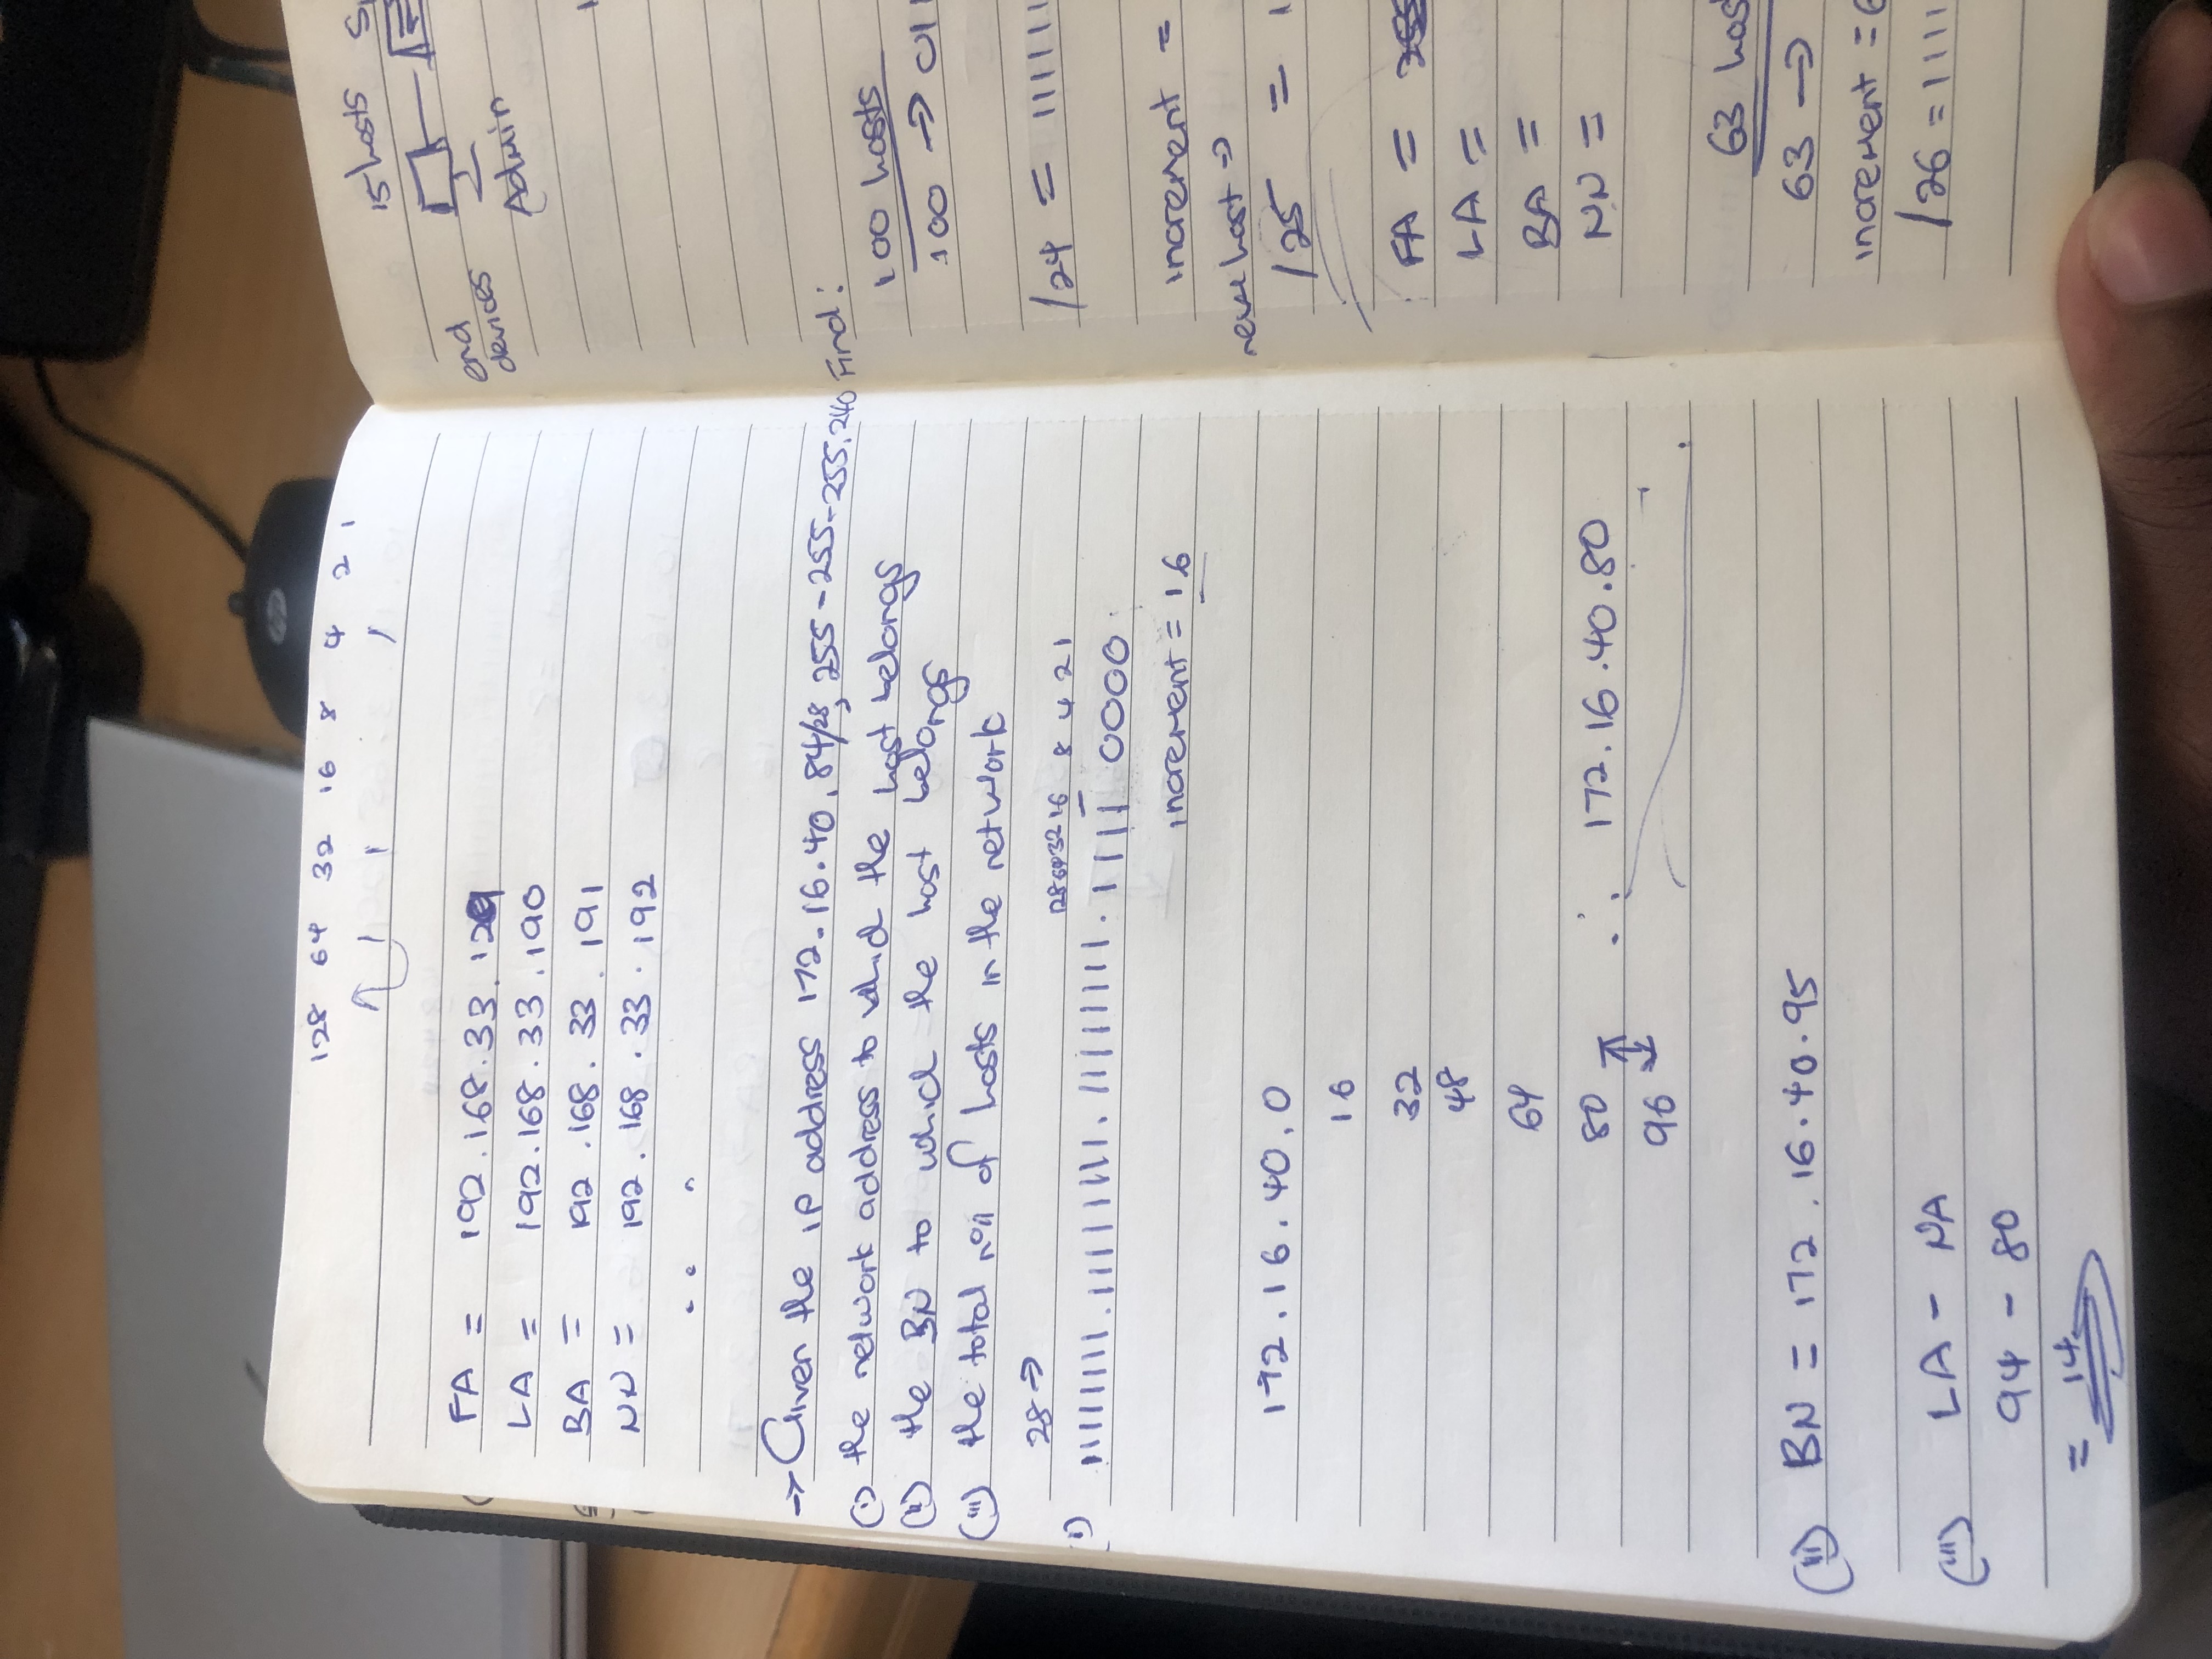 128 64 32 16 8 4 2 1
1 1 1
FA = 192.168.33.129
LA = 192.168.33.190
BA = 192.168.33.191
NN = 192.168.33.192
→ Given the IP address 172.16.40.84/28, 255-255-255.240 Find:
(i) the network address to which the host belongs
(ii) the BN to which the host belongs
(iii) the total no. of hosts in the network
28→
128 64 32 16 8 4 2 1
i) 11111111.11111111.11111111.1111 0000
increment = 16
172.16.40.0
16
32
48
64
80
∴ 172.16.40.80
96
(ii) BN = 172.16.40.95
(iii) LA - NA
94 - 80
= 14
15 hosts
end
devices
Admin
100 hosts
100 → 011
/24 = 111111
increment =
host →
/25 = 1
FA =
LA =
BA =
NN =
63 hos
63 →
increment = 6
/26 = 1111
hp